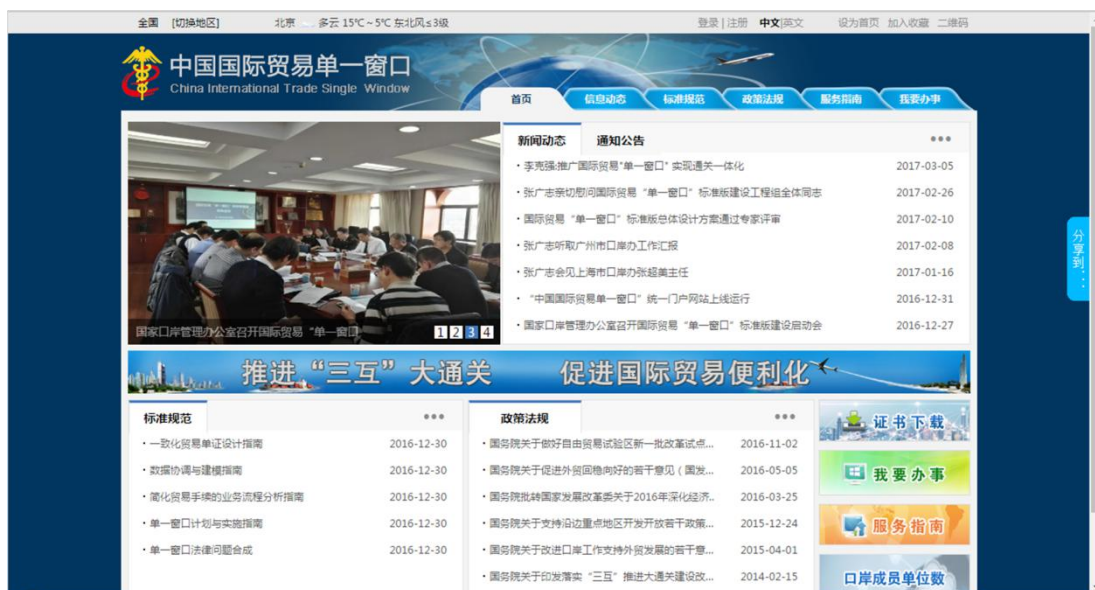 全国 [切换地区] 北京 多云 15℃~5℃ 东北风≤3级 登录 | 注册 中文|英文 设为首页 加入收藏 二维码
中国国际贸易单一窗口
China International Trade Single Window
首页 信息动态 标准规范 政策法规 服务指南 我要办事
新闻动态 通知公告
·李克强:推广国际贸易"单一窗口" 实现通关一体化 2017-03-05
·张广志亲切慰问国际贸易“单一窗口”标准版建设工程组全体同志 2017-02-26
·国际贸易“单一窗口”标准版总体设计方案通过专家评审 2017-02-10
·张广志听取广州市口岸办工作汇报 2017-02-08
·张广志会见上海市口岸办张超美主任 2017-01-16
·“中国国际贸易单一窗口”统一门户网站上线运行 2016-12-31
·国家口岸管理办公室召开国际贸易“单一窗口”标准版建设启动会 2016-12-27
国家口岸管理办公室召开国际贸易“单一窗口
1 2 3 4
分享到:...
推进“三互”大通关 促进国际贸易便利化
标准规范
·一致化贸易单证设计指南 2016-12-30
·数据协调与建模指南 2016-12-30
·简化贸易手续的业务流程分析指南 2016-12-30
·单一窗口计划与实施指南 2016-12-30
·单一窗口法律问题合成 2016-12-30
政策法规
·国务院关于做好自由贸易试验区新一批改革试点... 2016-11-02
·国务院关于促进外贸回稳向好的若干意见（国发... 2016-05-05
·国务院批转国家发展改革委关于2016年深化经济.. 2016-03-25
·国务院关于支持沿边重点地区开发开放若干政策... 2015-12-24
·国务院关于改进口岸工作支持外贸发展的若干意... 2015-04-01
·国务院关于印发落实“三互”推进大通关建设改... 2014-02-15
证书下载
我要办事
服务指南
口岸成员单位数